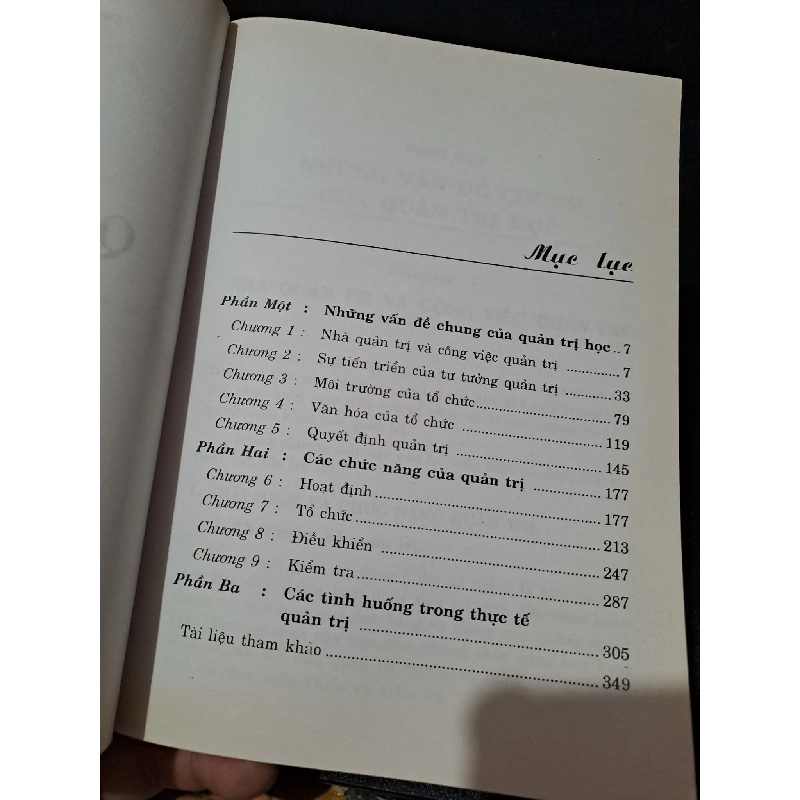 Mục lục
Phần Một : Những vấn đề chung của quản trị học..7
Chương 1 : Nhà quản trị và công việc quản trị ............7
Chương 2 : Sự tiến triển của tư tưởng quản trị ...........33
Chương 3 : Môi trường của tổ chức..........................79
Chương 4 : Văn hóa của tổ chức ............................119
Chương 5 : Quyết định quản trị ............................145
Phần Hai : Các chức năng của quản trị ................177
Chương 6 : Hoạt định.............................................177
Chương 7 : Tổ chức................................................213
Chương 8 : Điều khiển ...........................................247
Chương 9 : Kiểm tra...............................................287
Phần Ba : Các tình huống trong thực tế
quản trị ..........................................305
Tài liệu tham khảo ..................................................349